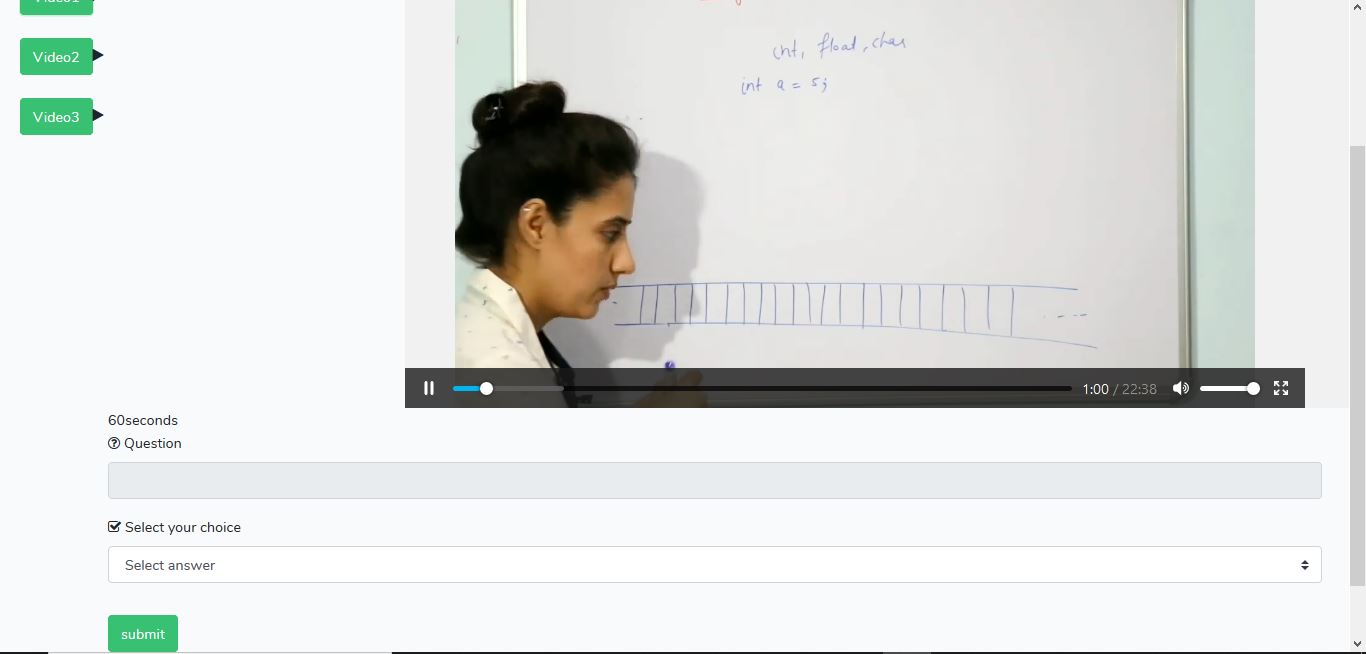 Video1
Video2
Video3
int, float, char
int a = 5;
1:00 / 22:38
60seconds
Question
Select your choice
Select answer
submit